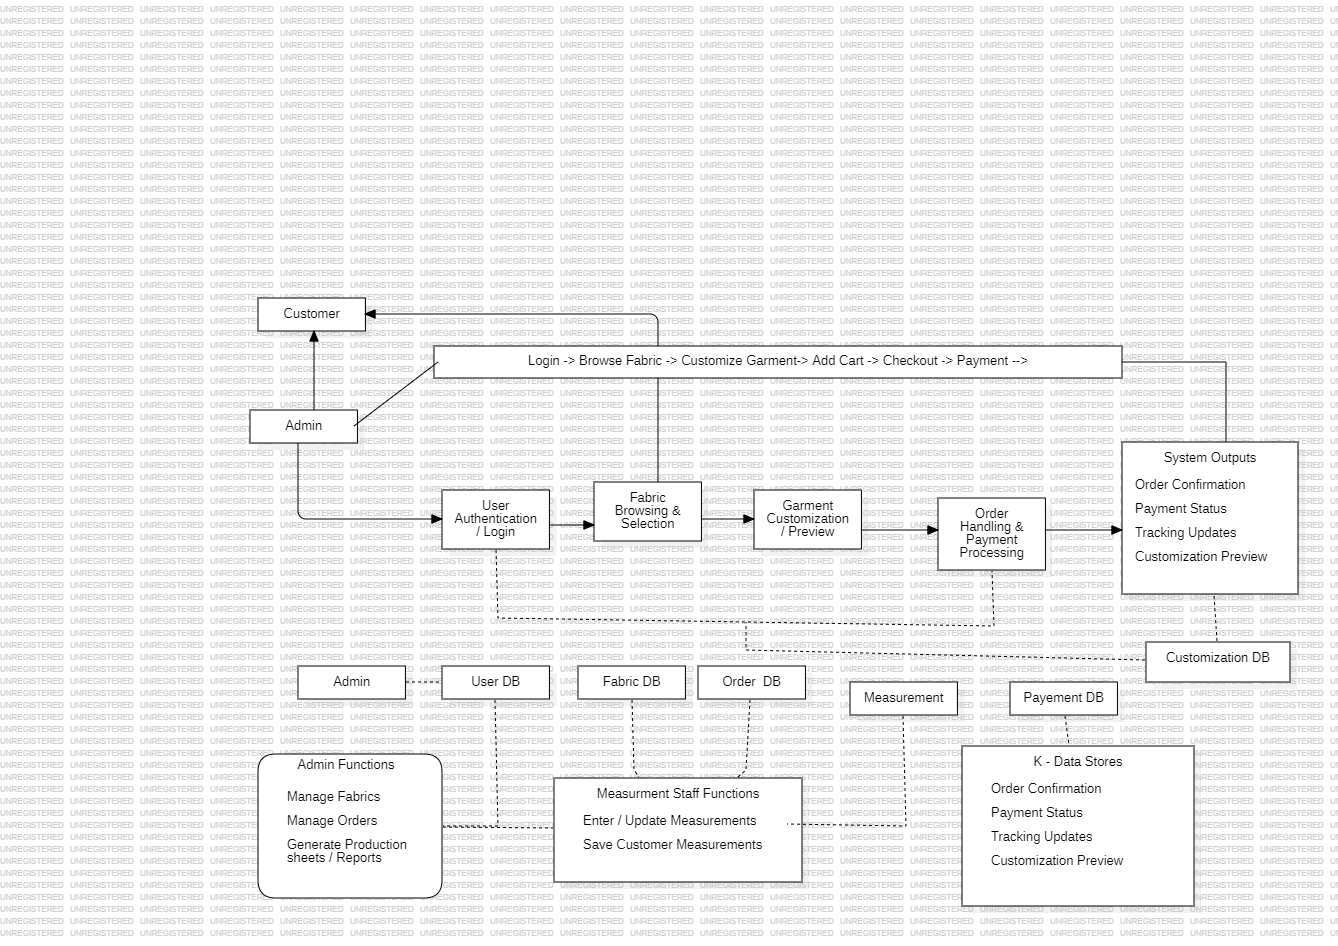 Customer
Login -> Browse Fabric -> Customize Garment-> Add Cart -> Checkout -> Payment -->
Admin
User
Authentication
/ Login
Fabric
Browsing &
Selection
Garment
Customization
/ Preview
Order
Handling &
Payment
Processing
System Outputs
Order Confirmation
Payment Status
Tracking Updates
Customization Preview
Customization DB
Admin
User DB
Fabric DB
Order  DB
Measurement
Payement DB
Admin Functions
Manage Fabrics
Manage Orders
Generate Production
sheets / Reports
Measurment Staff Functions
Enter / Update Measurements
Save Customer Measurements
K - Data Stores
Order Confirmation
Payment Status
Tracking Updates
Customization Preview
UNREGISTERED